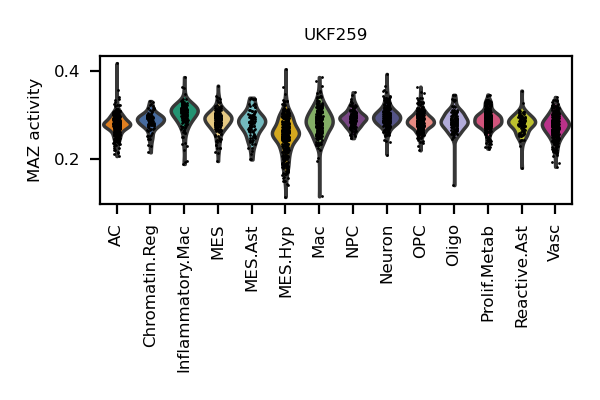 UKF259
MAZ activity
0.4
0.2
AC
Chromatin.Reg
Inflammatory.Mac
MES
MES.Ast
MES.Hyp
Mac
NPC
Neuron
OPC
Oligo
Prolif.Metab
Reactive.Ast
Vasc